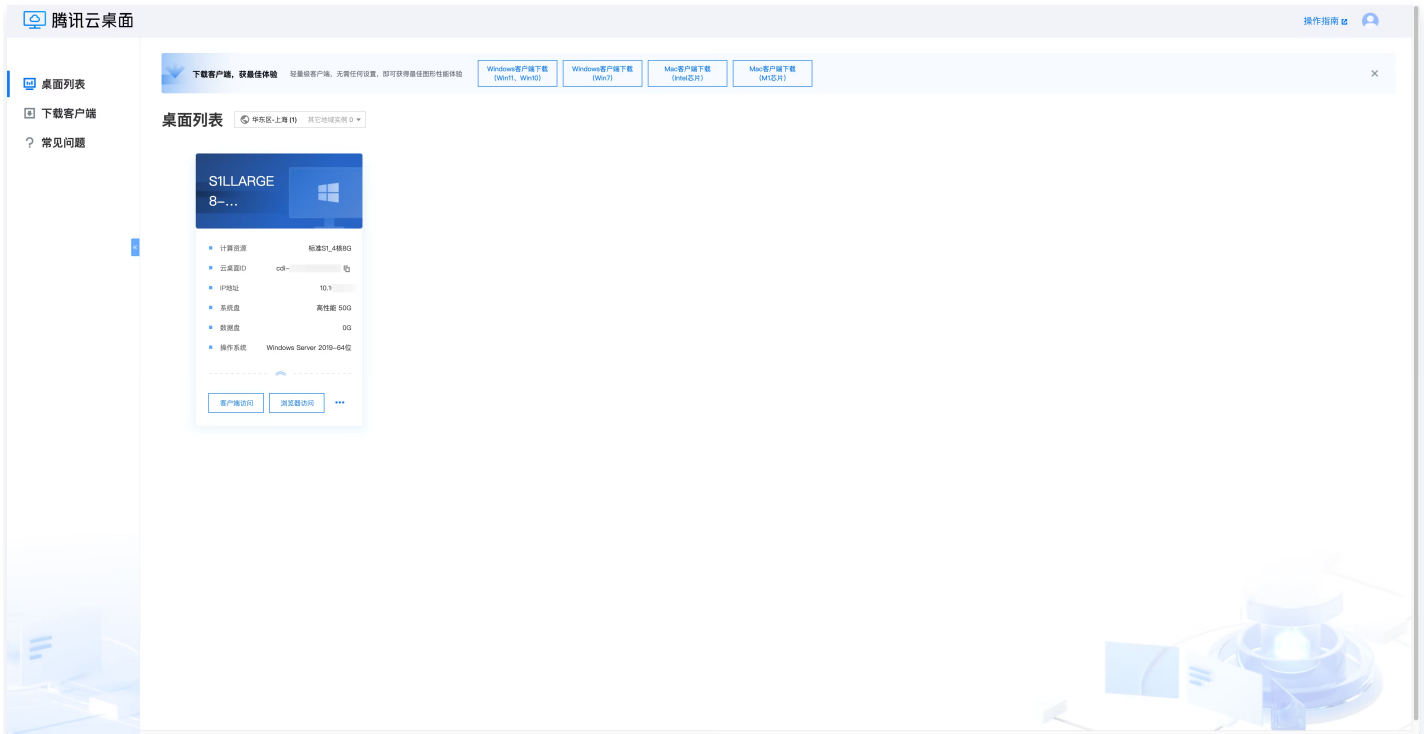 腾讯云桌面
操作指南
桌面列表
下载客户端
常见问题
下载客户端，获最佳体验 轻量级客户端，无需任何设置，即可获得最佳图形性能体验
Windows客户端下载
(Win11、Win10)
Windows客户端下载
(Win7)
Mac客户端下载
(Intel芯片)
Mac客户端下载
(M1芯片)
桌面列表
华东区-上海 (1) 其它地域实例 0
S1LLARGE
8-...
计算资源 标准S1_4核8G
云桌面ID cdi-
IP地址 10.1
系统盘 高性能 50G
数据盘 0G
操作系统 Windows Server 2019-64位
客户端访问 浏览器访问